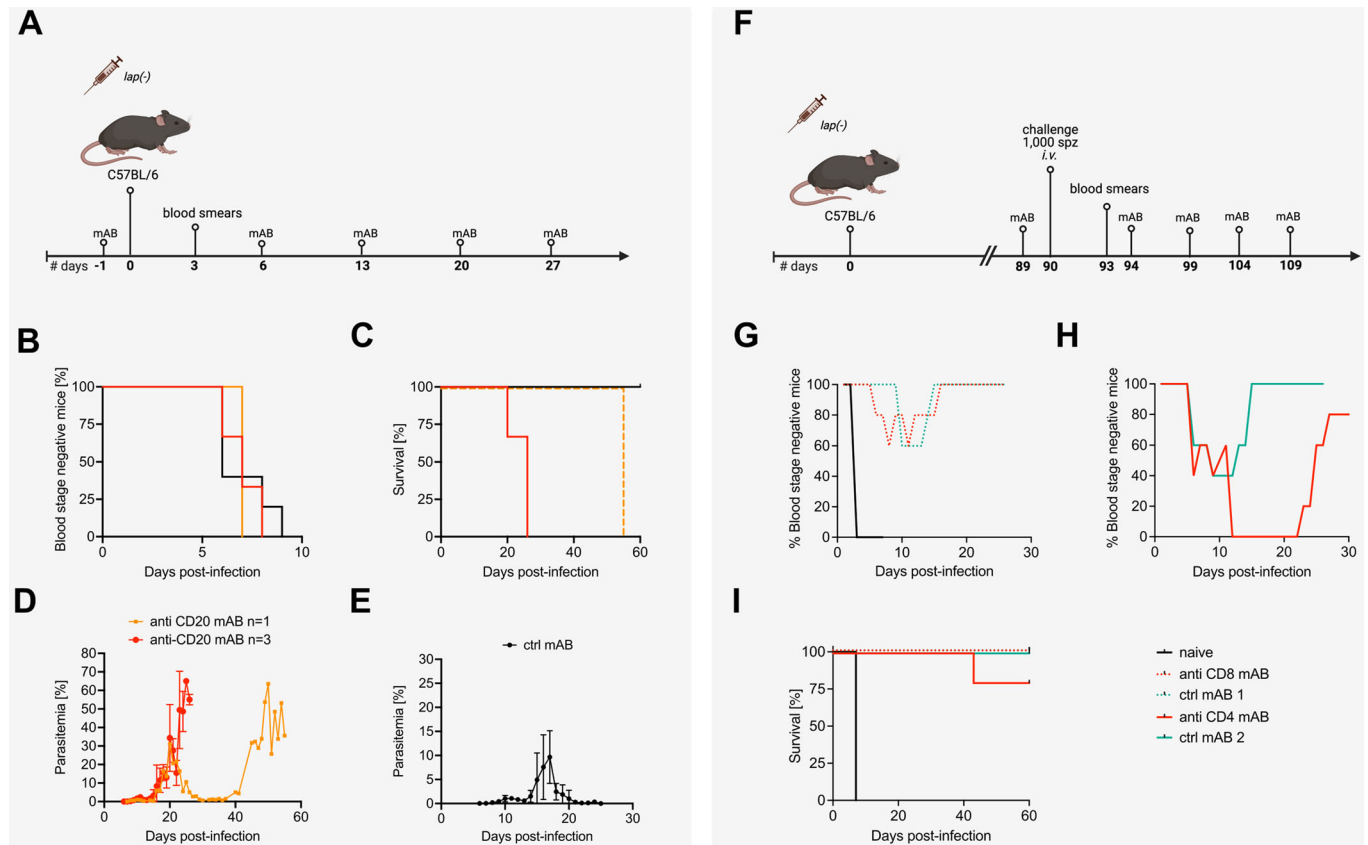 A
lap(-)
C57BL/6
blood smears
mAB
mAB
mAB
mAB
mAB
# days
-1
0
3
6
13
20
27
B
Blood stage negative mice [%]
100
75
50
25
0
0
5
10
Days post-infection
C
Survival [%]
100
75
50
25
0
0
20
40
60
Days post-infection
D
anti CD20 mAB n=1
anti-CD20 mAB n=3
Parasitemia [%]
80
70
60
50
40
30
20
10
0
0
20
40
60
Days post-infection
E
ctrl mAB
Parasitemia [%]
30
25
20
15
10
5
0
0
10
20
30
Days post-infection
F
lap(-)
C57BL/6
challenge
1,000 spz
i.v.
blood smears
mAB
mAB
mAB
mAB
mAB
# days
0
89
90
93
94
99
104
109
G
% Blood stage negative mice
100
80
60
40
20
0
0
10
20
30
Days post-infection
H
% Blood stage negative mice
100
80
60
40
20
0
0
10
20
30
Days post-infection
I
Survival [%]
100
75
50
25
0
0
20
40
60
Days post-infection
naive
anti CD8 mAB
ctrl mAB 1
anti CD4 mAB
ctrl mAB 2